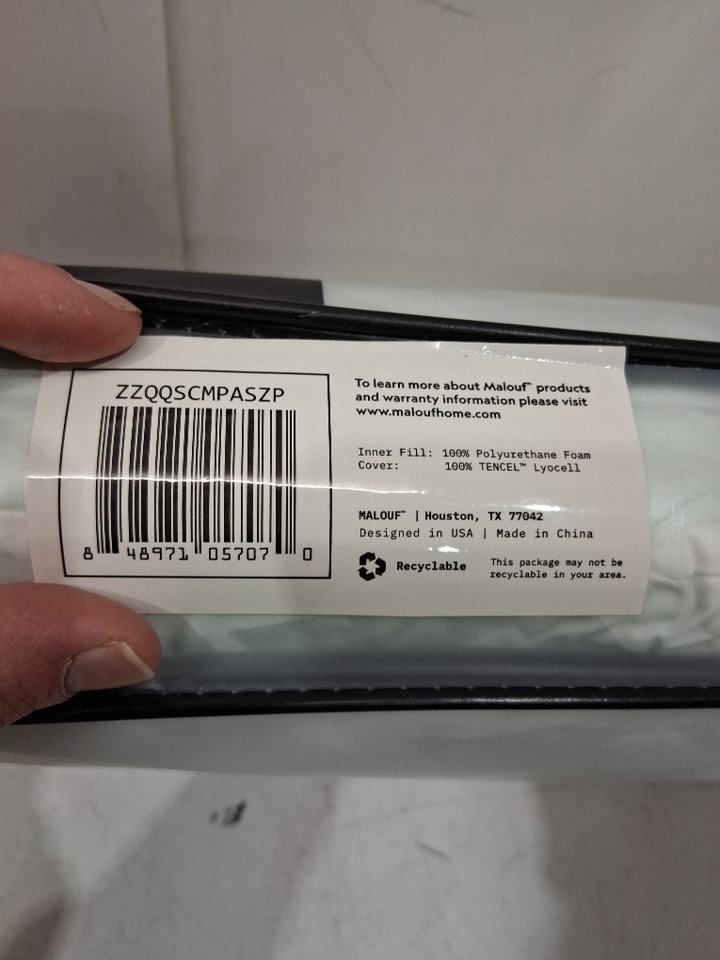 ZZQQSCMPASZP
8 48971 05707 0
To learn more about Malouf™ products
and warranty information please visit
www.maloufhome.com
Inner Fill: 100% Polyurethane Foam
Cover: 100% TENCEL™ Lyocell
MALOUF™ | Houston, TX 77042
Designed in USA | Made in China
Recyclable
This package may not be
recyclable in your area.